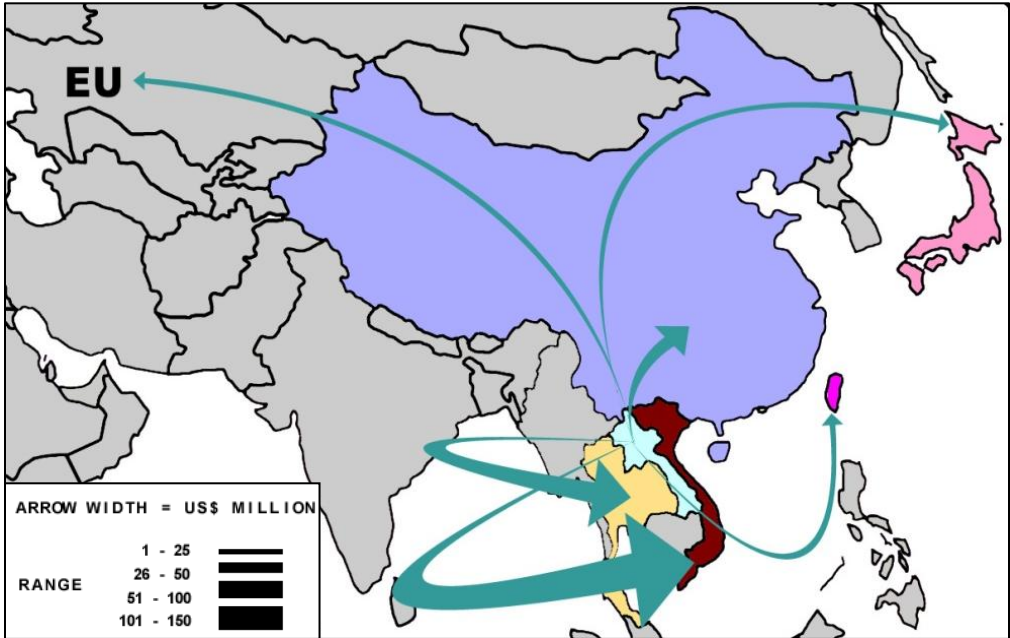 EU
ARROW WIDTH = US$ MILLION
RANGE
1 - 25
26 - 50
51 - 100
101 - 150